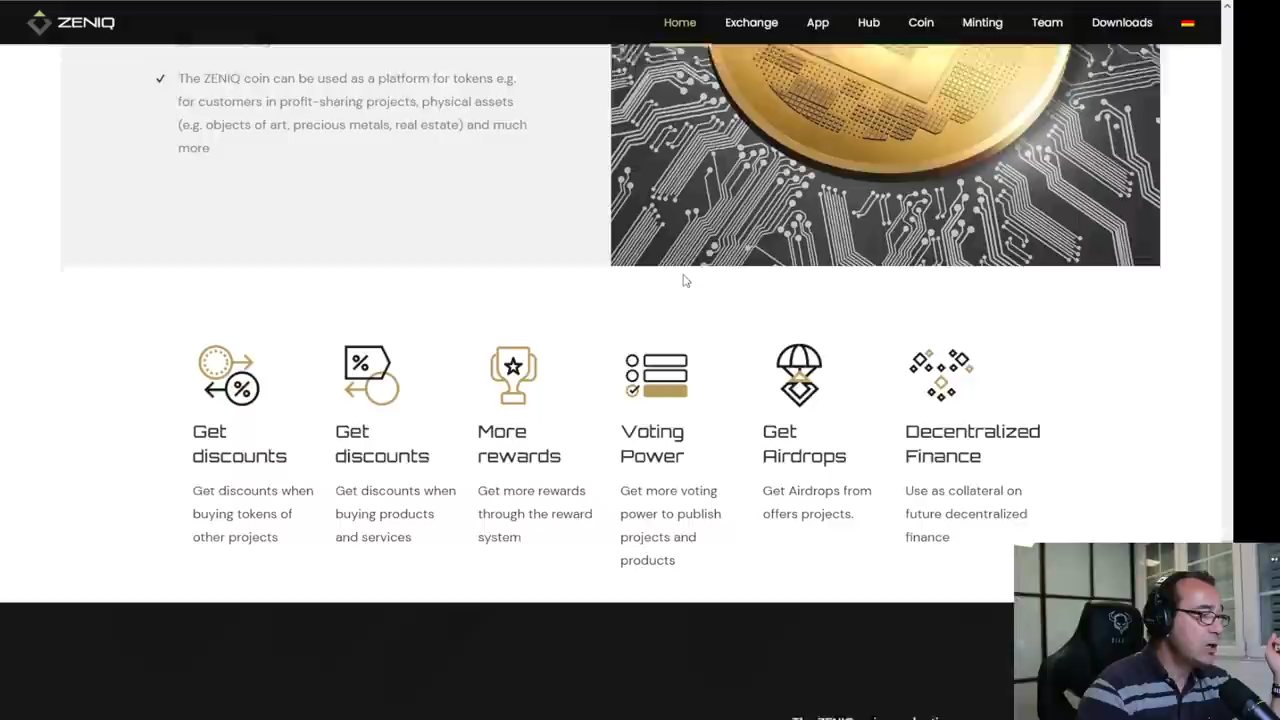 ZENIQ
Home Exchange App Hub Coin Minting Team Downloads
The ZENIQ coin can be used as a platform for tokens e.g.
for customers in profit-sharing projects, physical assets
(e.g. objects of art, precious metals, real estate) and much
more
Get
discounts
Get discounts when
buying tokens of
other projects
Get
discounts
Get discounts when
buying products
and services
More
rewards
Get more rewards
through the reward
system
Voting
Power
Get more voting
power to publish
projects and
products
Get
Airdrops
Get Airdrops from
offers projects.
Decentralized
Finance
Use as collateral on
future decentralized
finance
The ZENIQ